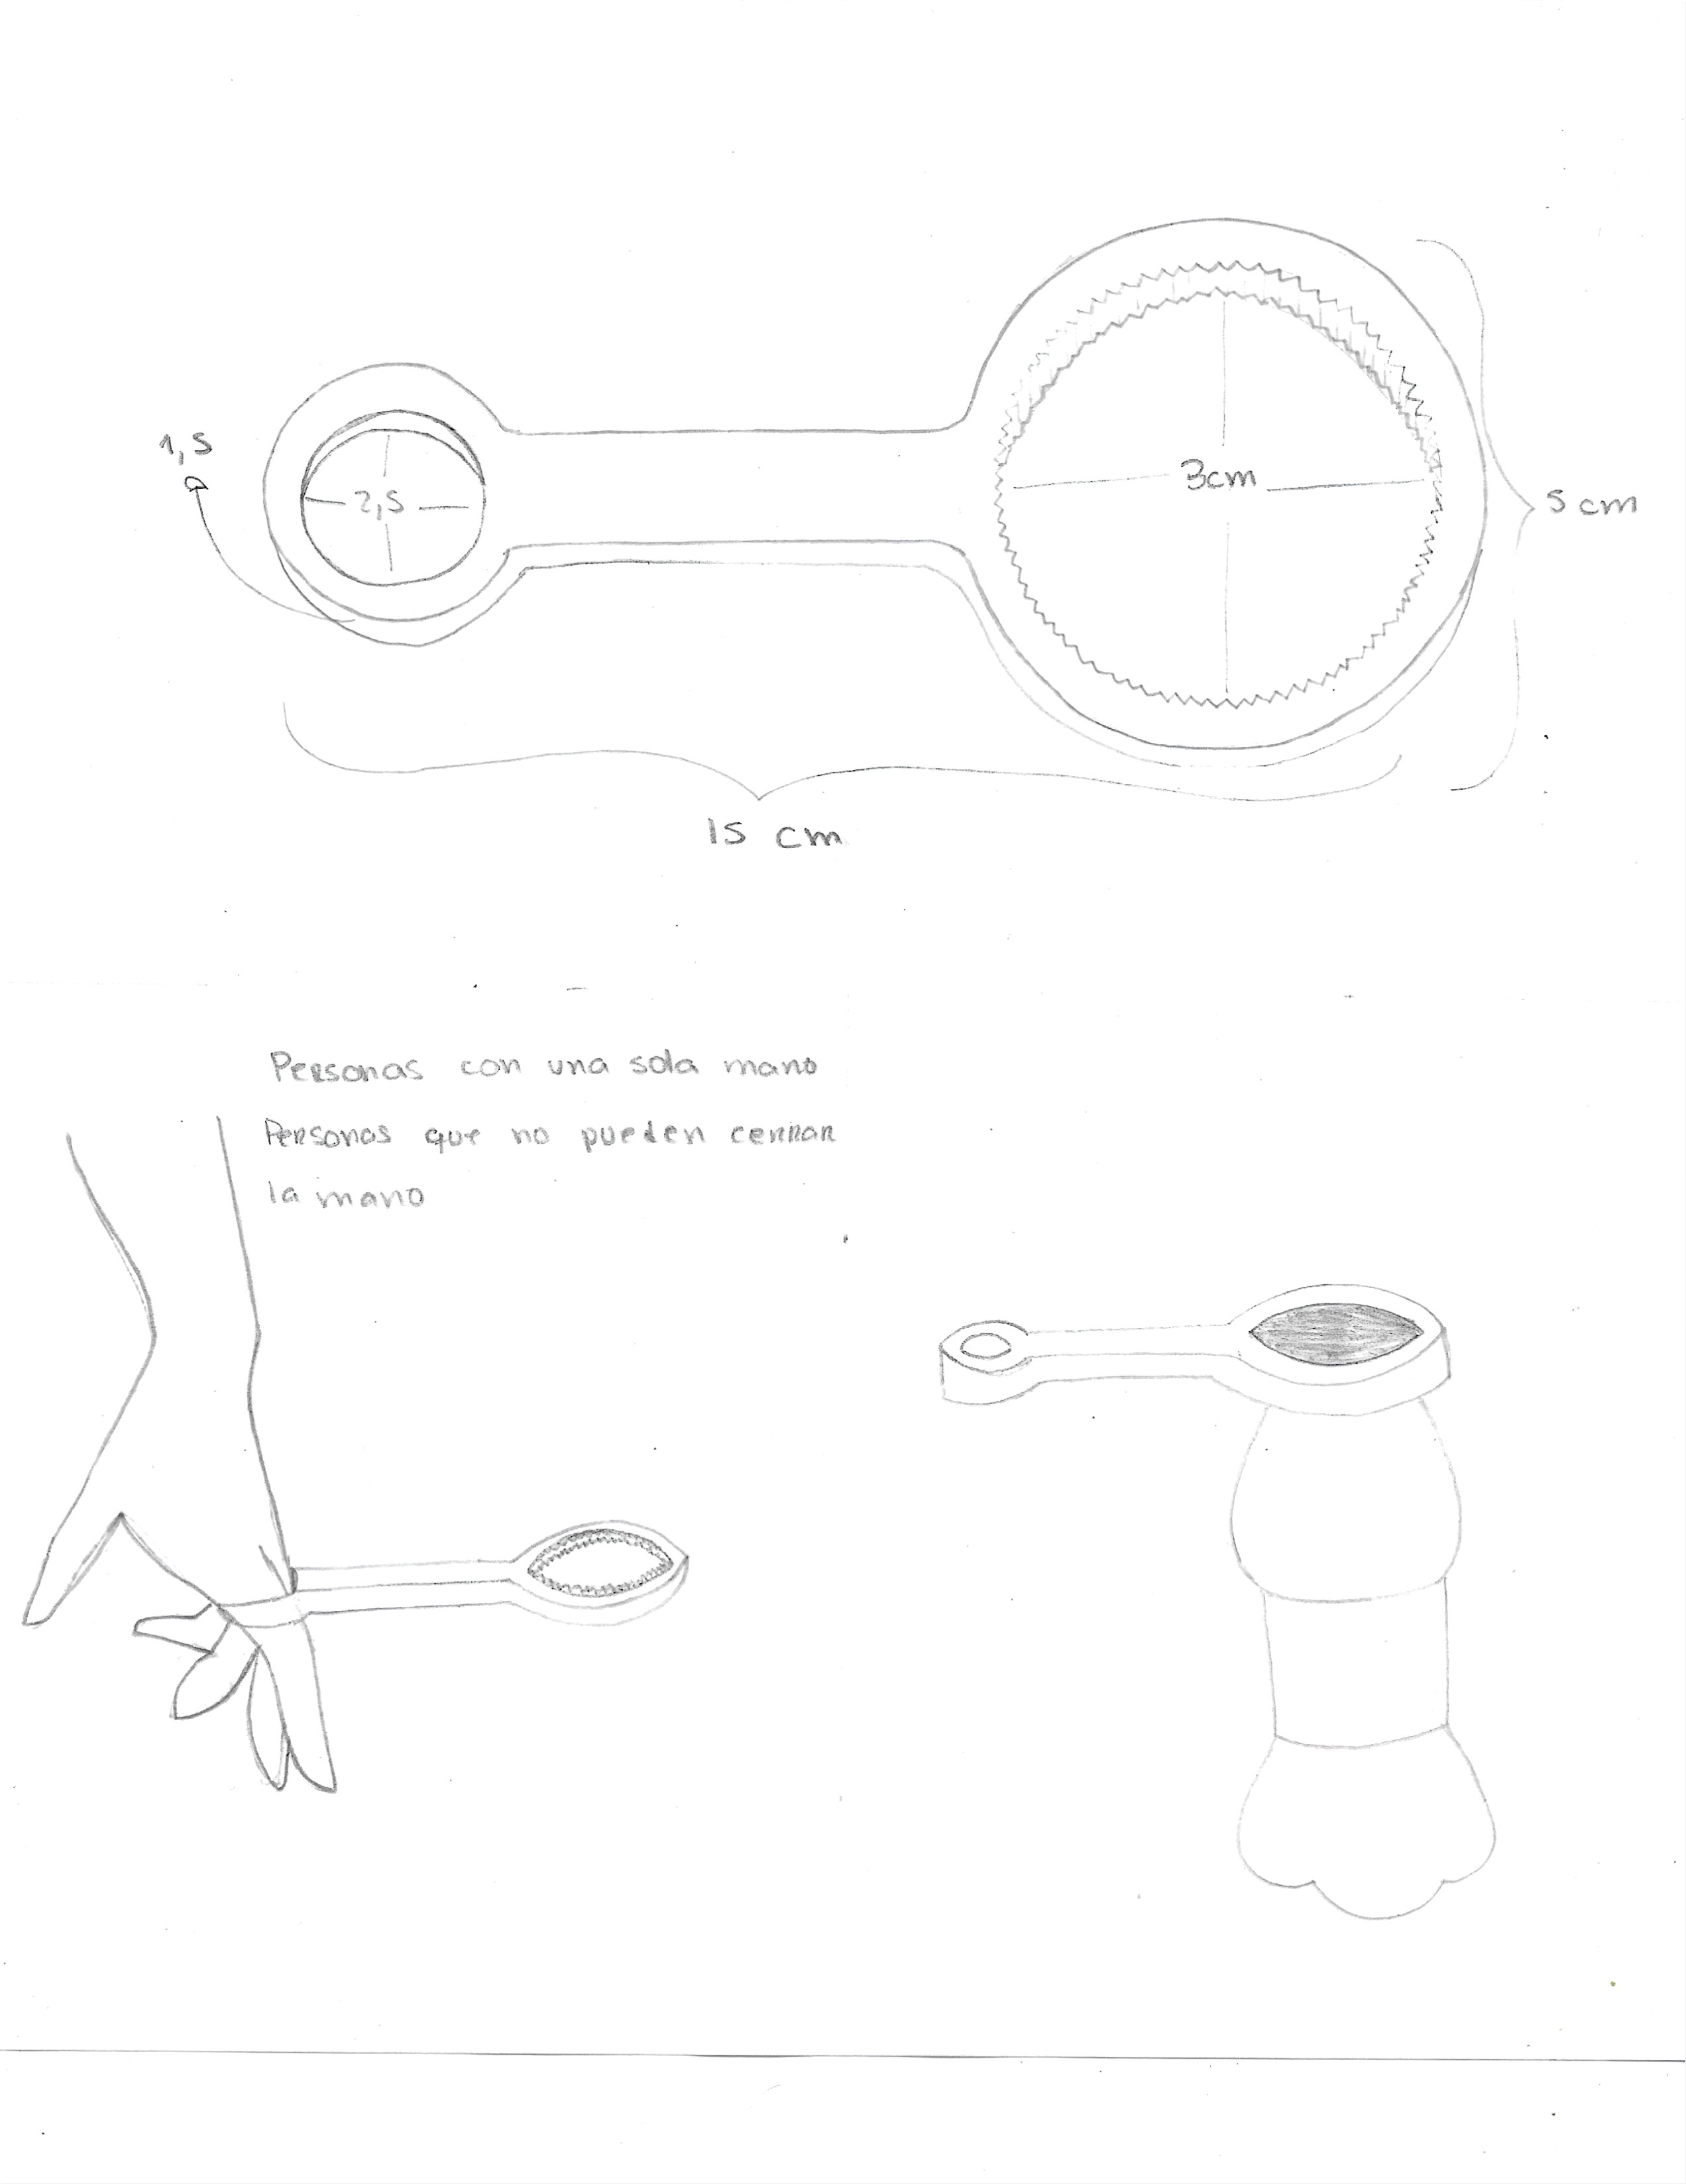 1,5
2,5
3cm
5 cm
15 cm
Personas con una sola mano
Personas que no pueden cerrar
la mano